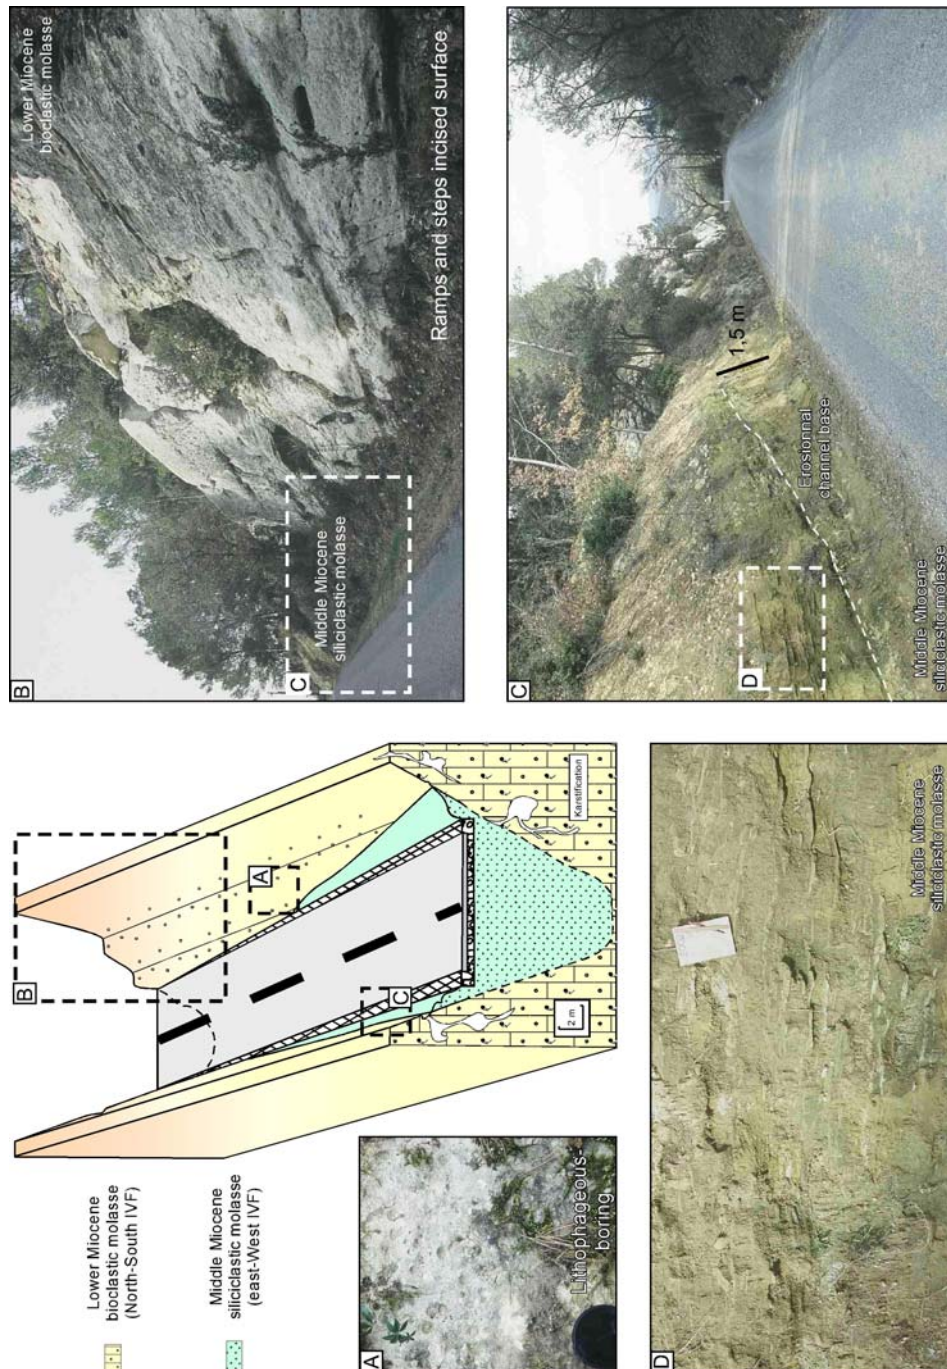 Lower Miocene
bioclastic molasse
(North-South IVF)
Middle Miocene
siliciclastic molasse
(east-West IVF)
B
A
C
2 m
Karstification
A
Lithophageous-
boring
B
Lower Miocene
bioclastic molasse
Middle Miocene
siliciclastic molasse
C
Ramps and steps incised surface
D
Middle Miocene
siliciclastic molasse
C
1,5 m
Erosionnal
channel base
D
Middle Miocene
siliciclastic molasse